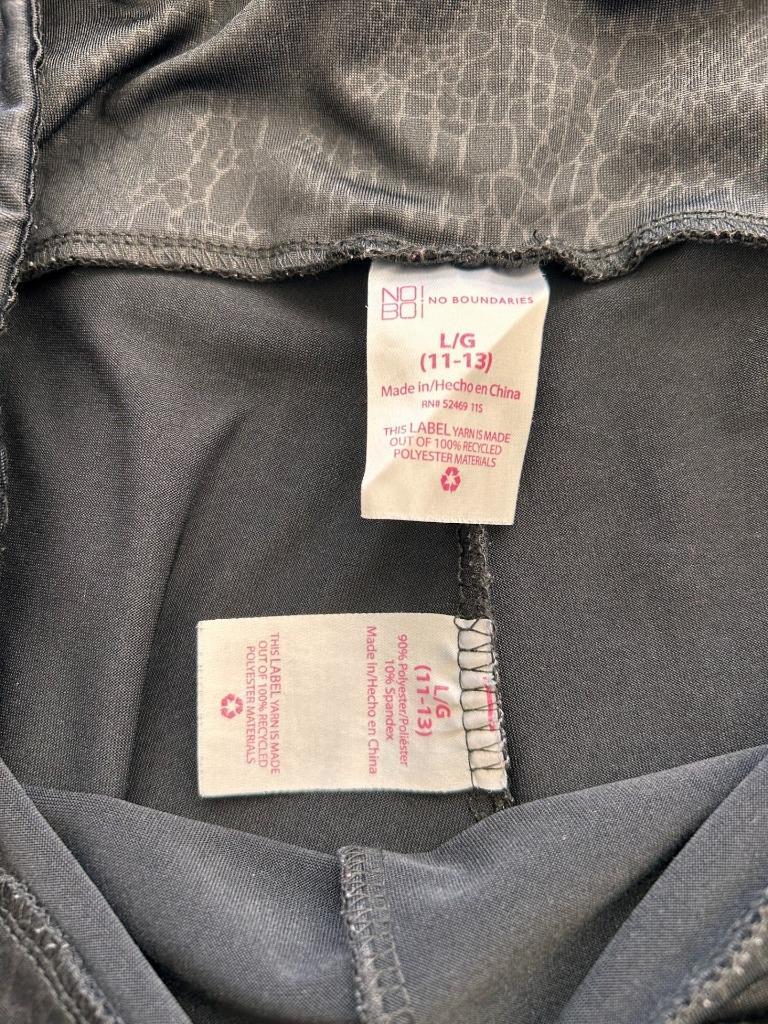 NO!
BO!
NO BOUNDARIES
L/G
(11-13)
Made in/Hecho en China
RN# 52469 11S
THIS LABEL YARN IS MADE
OUT OF 100% RECYCLED
POLYESTER MATERIALS
L/G
(11-13)
90% Polyester/Poliéster
10% Spandex
Made in/Hecho en China
THIS LABEL YARN IS MADE
OUT OF 100% RECYCLED
POLYESTER MATERIALS